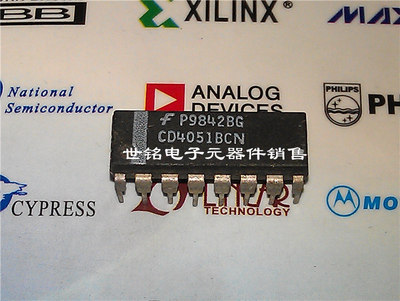 BB
XILINX
MAX
National
Semiconductor
ANALOG
DEVICES
PHILIPS
PH
P9842BG
CD4051BCN
世铭电子元器件销售
CYPRESS
TECHNOLOGY
MO